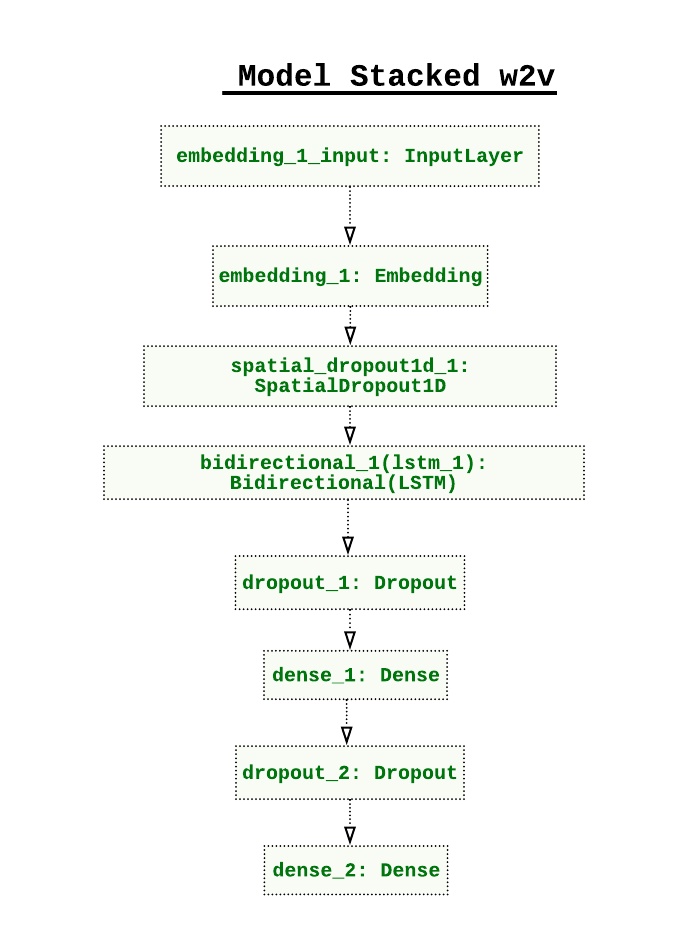 Model Stacked w2v
embedding_1_input: InputLayer
embedding_1: Embedding
spatial_dropout1d_1:
SpatialDropout1D
bidirectional_1(lstm_1):
Bidirectional(LSTM)
dropout_1: Dropout
dense_1: Dense
dropout_2: Dropout
dense_2: Dense